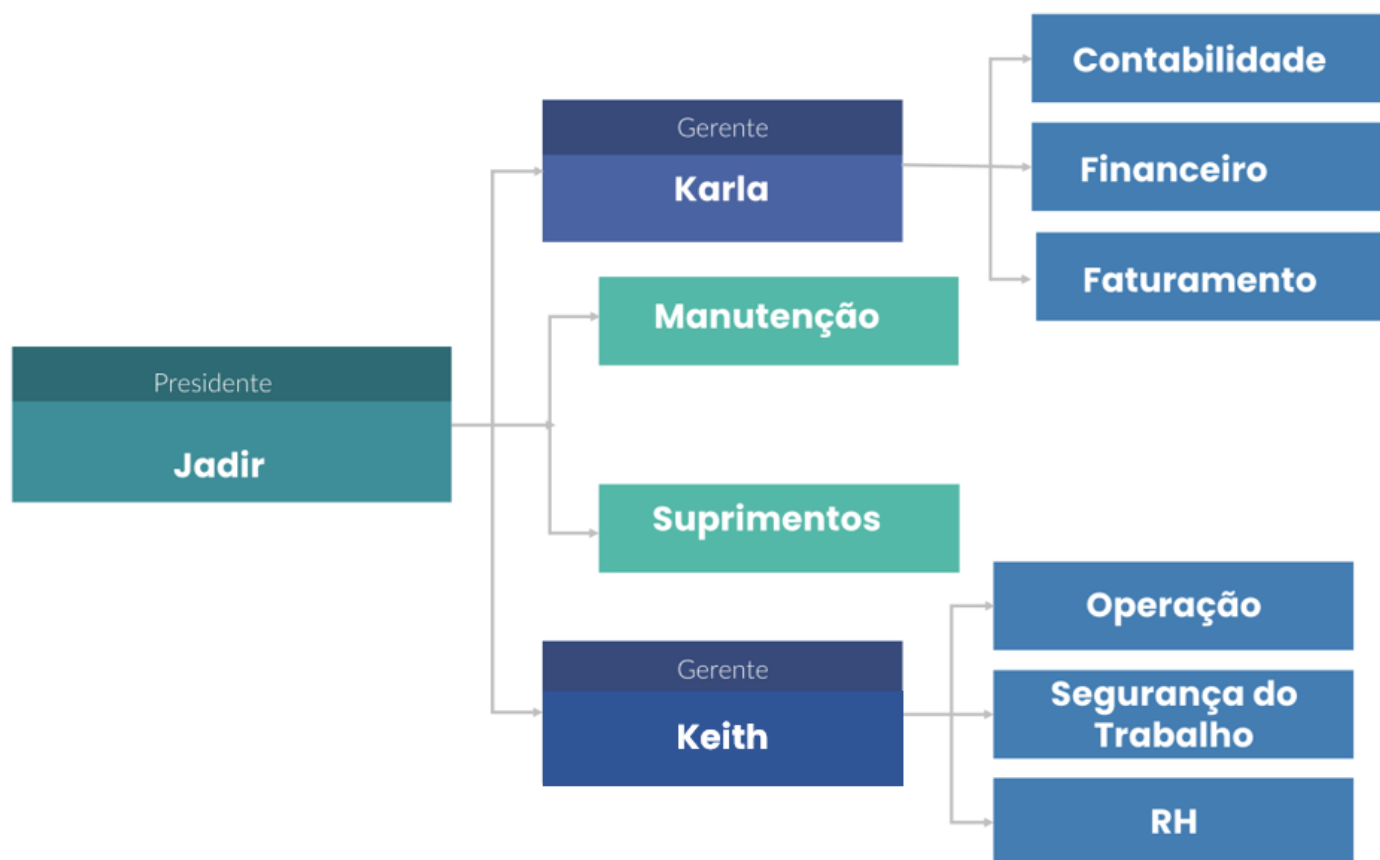 Contabilidade
Gerente
Karla
Financeiro
Faturamento
Manutenção
Presidente
Jadir
Suprimentos
Operação
Gerente
Keith
Segurança do
Trabalho
RH